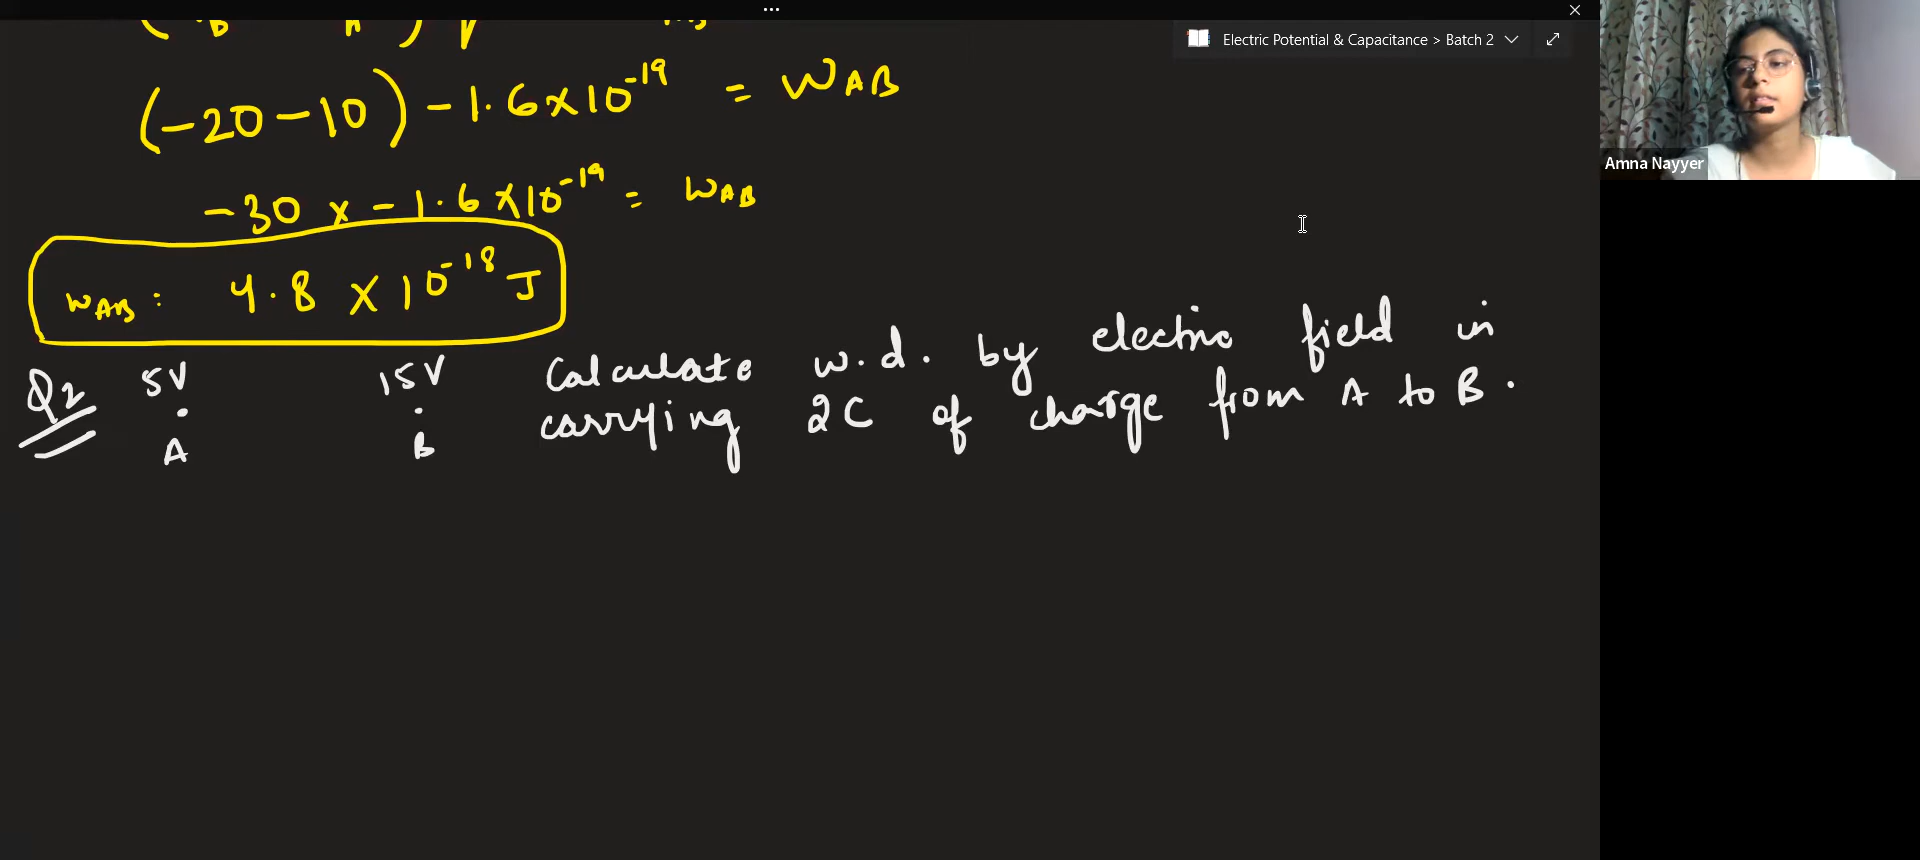 Electric Potential & Capacitance > Batch 2
(-20-10) -1.6x10-19 = WAB
-30 x -1.6x10-19 = WAB
WAB: 4.8 x 10-18 J
Q2 5V 15V Calculate w.d. by electric field in
A B carrying 2C of charge from A to B.
Amna Nayyer